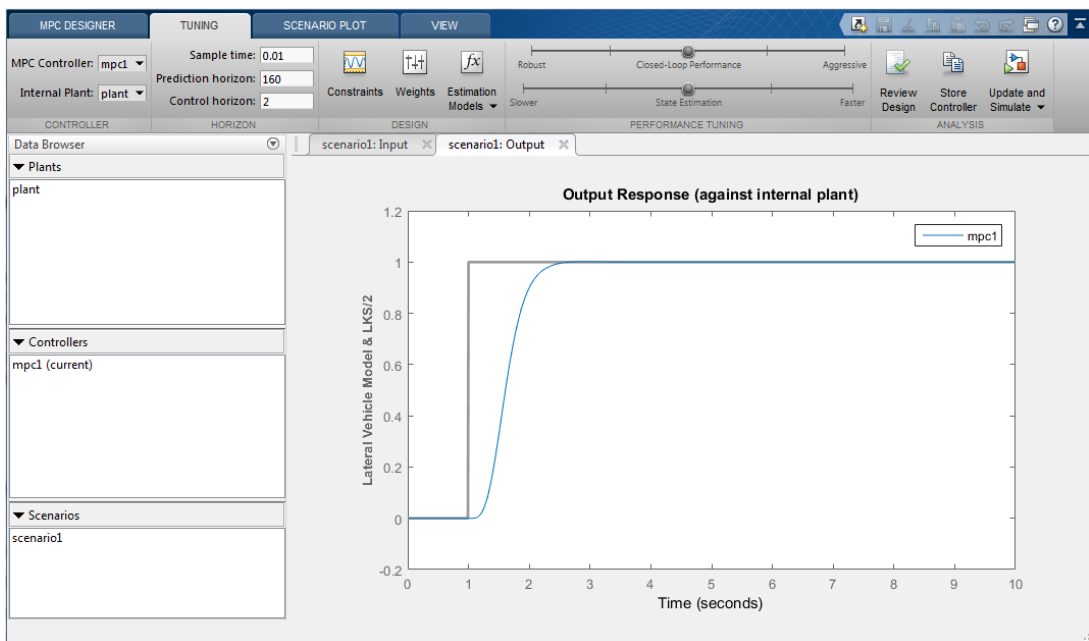 MPC DESIGNER TUNING SCENARIO PLOT VIEW
MPC Controller: mpc1
Internal Plant: plant
CONTROLLER
Sample time: 0.01
Prediction horizon: 160
Control horizon: 2
HORIZON
Constraints
Weights
fx
Estimation
Models
DESIGN
Robust Closed-Loop Performance Aggressive
Slower State Estimation Faster
PERFORMANCE TUNING
Review
Design
Store
Controller
Update and
Simulate
ANALYSIS
Data Browser
Plants
plant
Controllers
mpc1 (current)
Scenarios
scenario1
scenario1: Input scenario1: Output
Output Response (against internal plant)
mpc1
Lateral Vehicle Model & LKS/2
1.2
1
0.8
0.6
0.4
0.2
0
-0.2
0 1 2 3 4 5 6 7 8 9 10
Time (seconds)